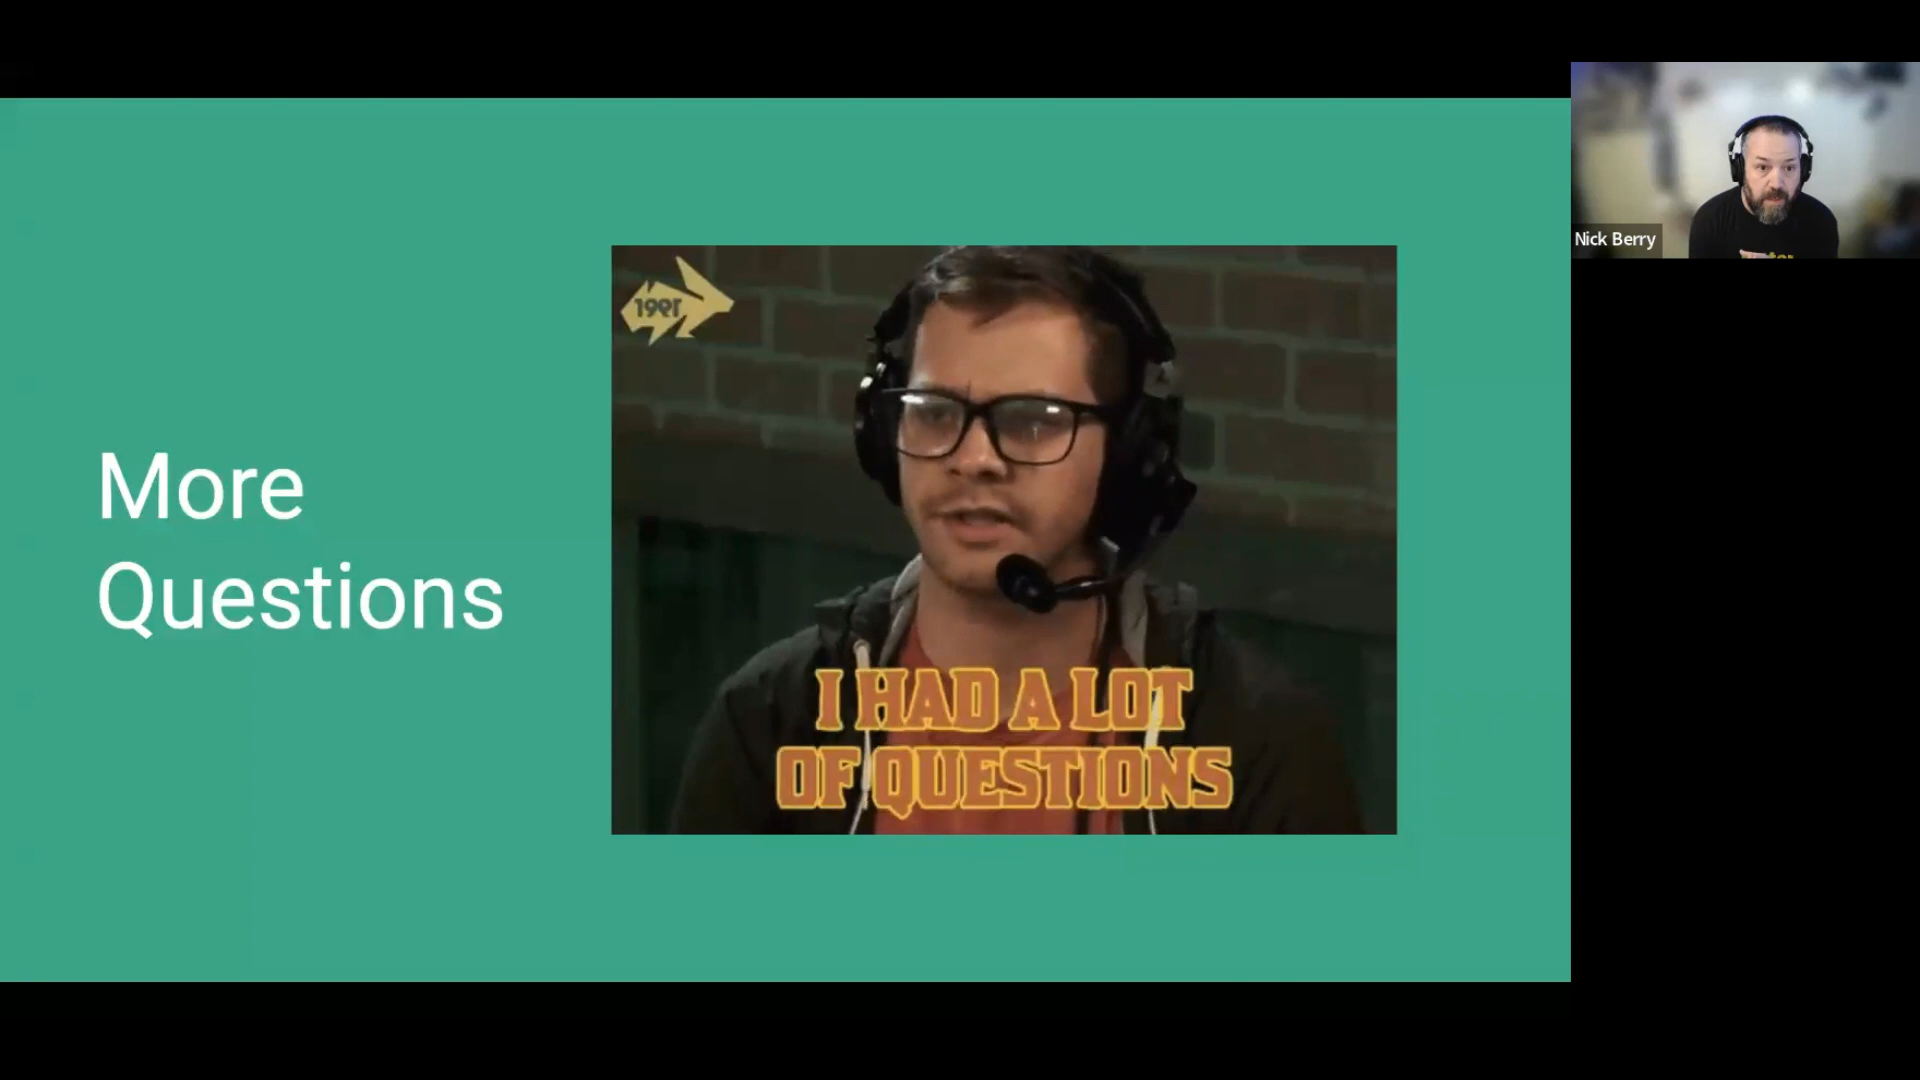 More
Questions
I HAD A LOT
OF QUESTIONS
Nick Berry